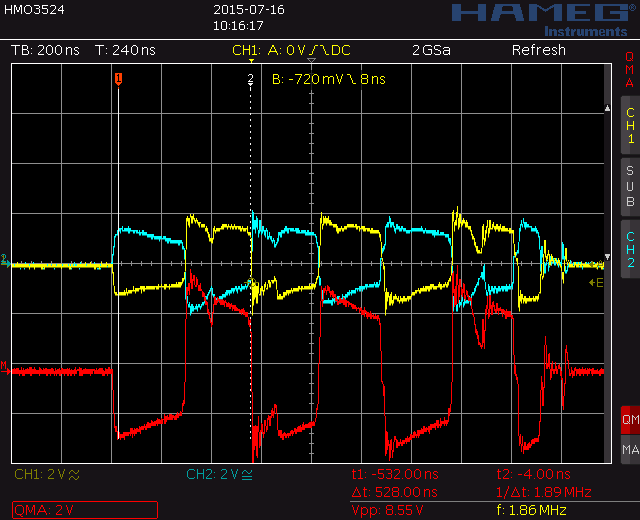 HMO3524
2015-07-16
10:16:17
HAMEG
Instruments
TB: 200 ns T: 240 ns CH1: A: 0 V DC 2 GSa Refresh
B: -720 mV 8 ns
1
2
QMA
CH1
SUB
CH2
2
M
E
QM
MA
CH1: 2 V
CH2: 2 V
t1: -532.00 ns
t2: -4.00 ns
Δt: 528.00 ns
1/Δt: 1.89 MHz
QMA: 2 V
Vpp: 8.55 V
f: 1.86 MHz